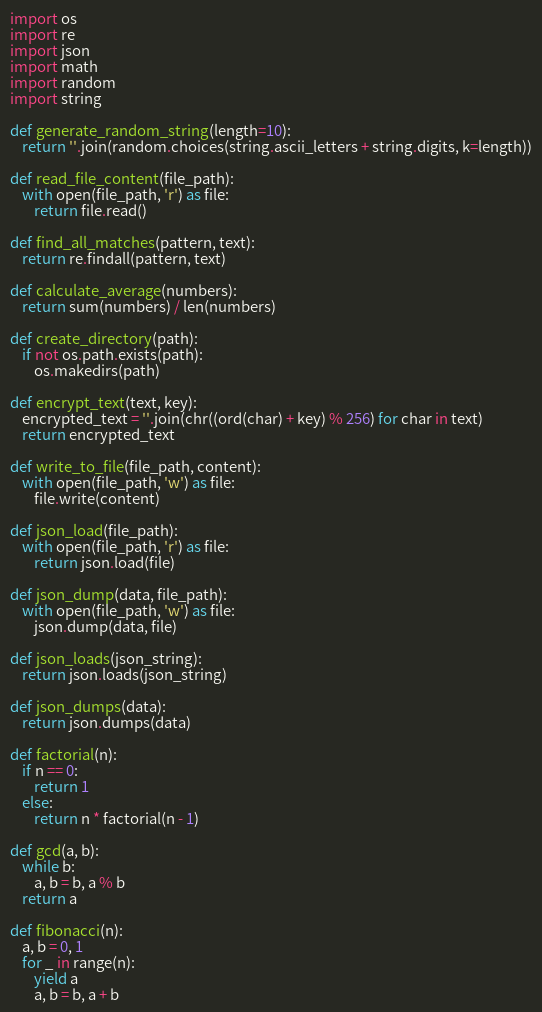 import os
import re
import json
import math
import random
import string

def generate_random_string(length=10):
    return ''.join(random.choices(string.ascii_letters + string.digits, k=length))

def read_file_content(file_path):
    with open(file_path, 'r') as file:
        return file.read()

def find_all_matches(pattern, text):
    return re.findall(pattern, text)

def calculate_average(numbers):
    return sum(numbers) / len(numbers)

def create_directory(path):
    if not os.path.exists(path):
        os.makedirs(path)

def encrypt_text(text, key):
    encrypted_text = ''.join(chr((ord(char) + key) % 256) for char in text)
    return encrypted_text

def write_to_file(file_path, content):
    with open(file_path, 'w') as file:
        file.write(content)

def json_load(file_path):
    with open(file_path, 'r') as file:
        return json.load(file)

def json_dump(data, file_path):
    with open(file_path, 'w') as file:
        json.dump(data, file)

def json_loads(json_string):
    return json.loads(json_string)

def json_dumps(data):
    return json.dumps(data)

def factorial(n):
    if n == 0:
        return 1
    else:
        return n * factorial(n - 1)

def gcd(a, b):
    while b:
        a, b = b, a % b
    return a

def fibonacci(n):
    a, b = 0, 1
    for _ in range(n):
        yield a
        a, b = b, a + b